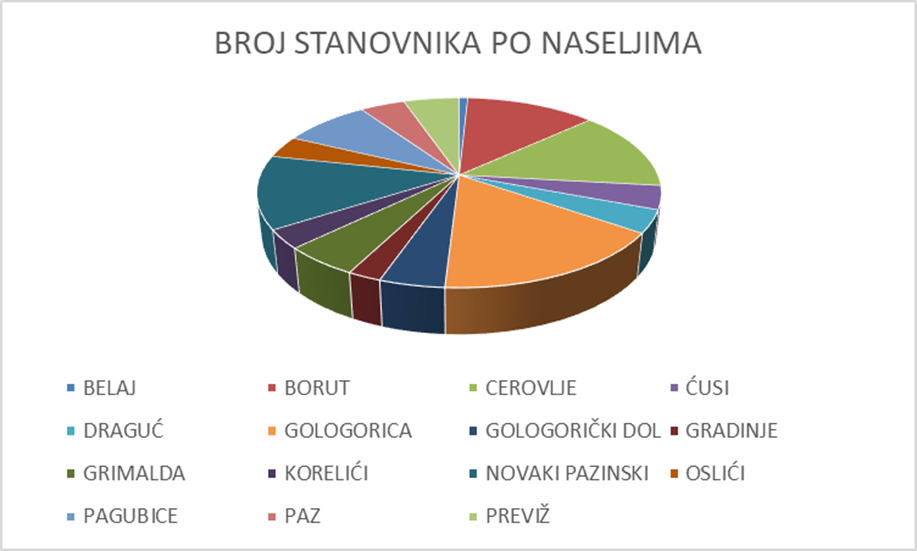 BROJ STANOVNIKA PO NASELJIMA
BELAJ BORUT CEROVLJE ĆUSI
DRAGUĆ GOLOGORICA GOLOGORIČKI DOL GRADINJE
GRIMALDA KORELIĆI NOVAKI PAZINSKI OSLIĆI
PAGUBICE PAZ PREVIŽ